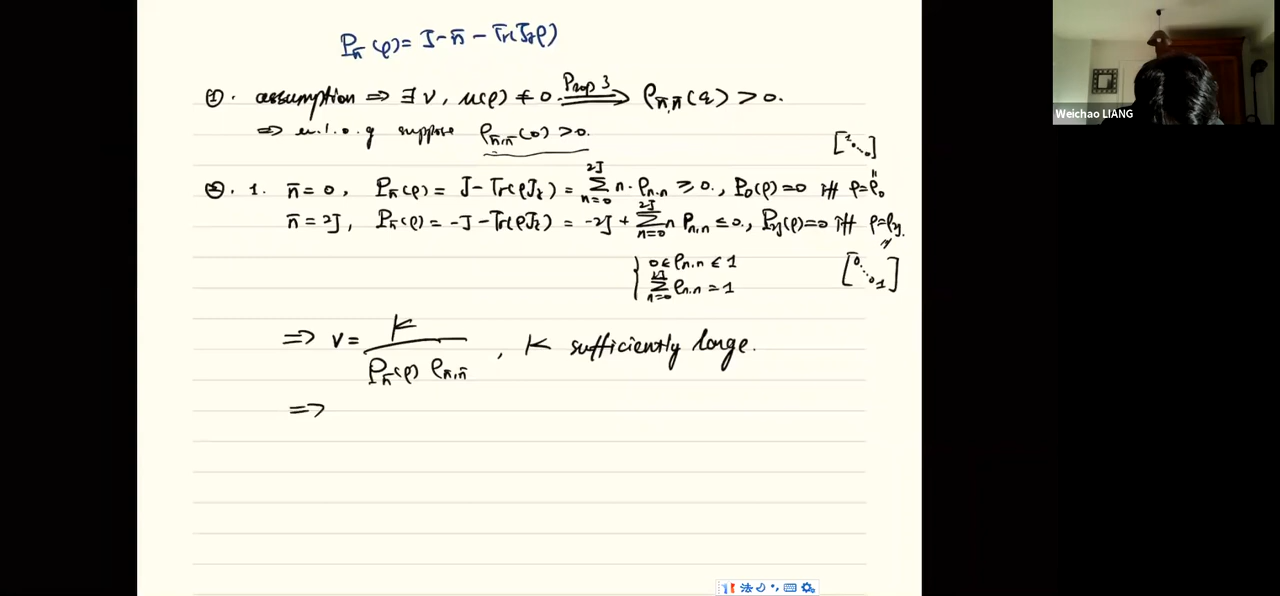 P_n̄(ρ) = J - n̄ - Tr(J_z ρ)
①. assumption ⇒ ∃ V, u(ρ) ≠ 0. Prop 3 ⟹ ρ_n̄,n̄(ε) > 0.
⇒ w.l.o.g suppose ρ_n̄,n̄(0) > 0.
②. 1. n̄ = 0, P_n̄(ρ) = J - Tr(ρJ_z) = Σ_{n=0}^{2J} n · ρ_n,n ≥ 0., P_0(ρ) = 0 iff ρ = ρ_0
n̄ = 2J, P_n̄(ρ) = -J - Tr(ρJ_z) = -2J + Σ_{n=0}^{2J} n ρ_n,n ≤ 0., P_2J(ρ) = 0 iff ρ = ρ_2J.
0 ≤ ρ_n,n ≤ 1
Σ_{n=0}^{2J} ρ_n,n = 1
⇒ V = K / (P_n̄(ρ) ρ_n̄,n̄), K sufficiently large.
⇒
Weichao LIANG
法